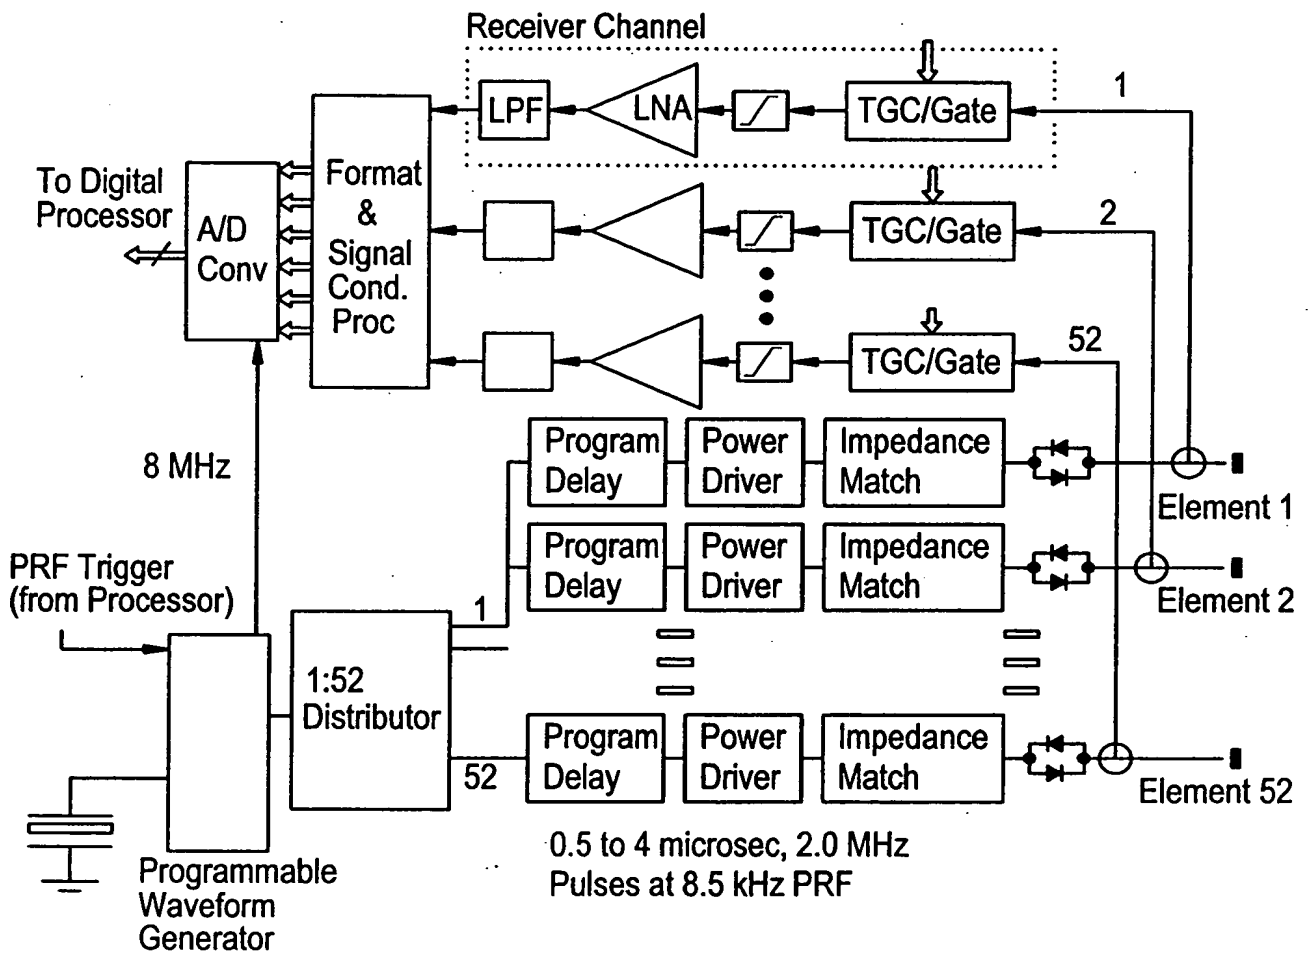 Receiver Channel
LPF
LNA
TGC/Gate
1
To Digital
Processor
A/D
Conv
Format
&
Signal
Cond.
Proc
TGC/Gate
2
TGC/Gate
52
8 MHz
Program
Delay
Power
Driver
Impedance
Match
Element 1
PRF Trigger
(from Processor)
1
Program
Delay
Power
Driver
Impedance
Match
Element 2
1:52
Distributor
52
Program
Delay
Power
Driver
Impedance
Match
Element 52
0.5 to 4 microsec, 2.0 MHz
Pulses at 8.5 kHz PRF
Programmable
Waveform
Generator